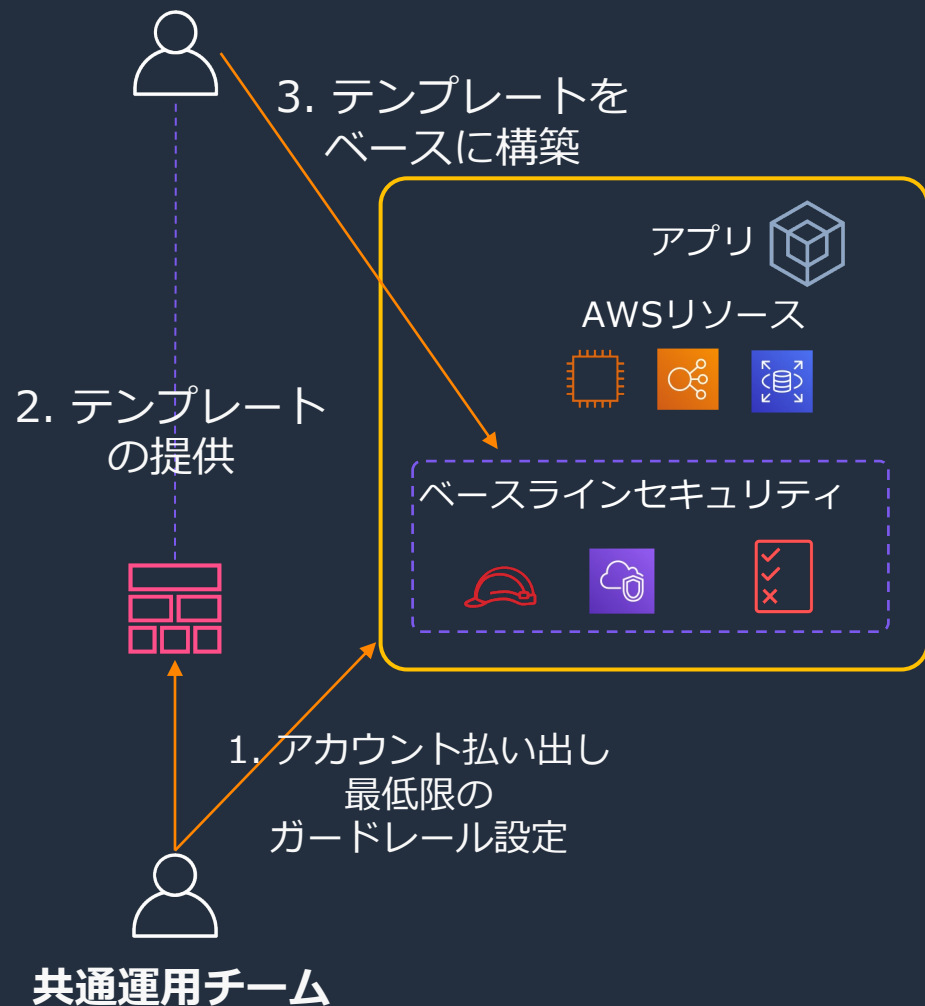 3. テンプレートを
ベースに構築
アプリ
AWSリソース
2. テンプレート
の提供
ベースラインセキュリティ
1. アカウント払い出し
最低限の
ガードレール設定
共通運用チーム